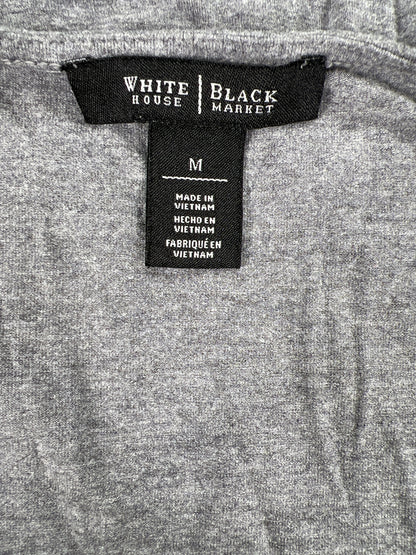 WHITE | BLACK
HOUSE | MARKET
M
MADE IN
VIETNAM
HECHO EN
VIETNAM
FABRIQUÉ EN
VIETNAM